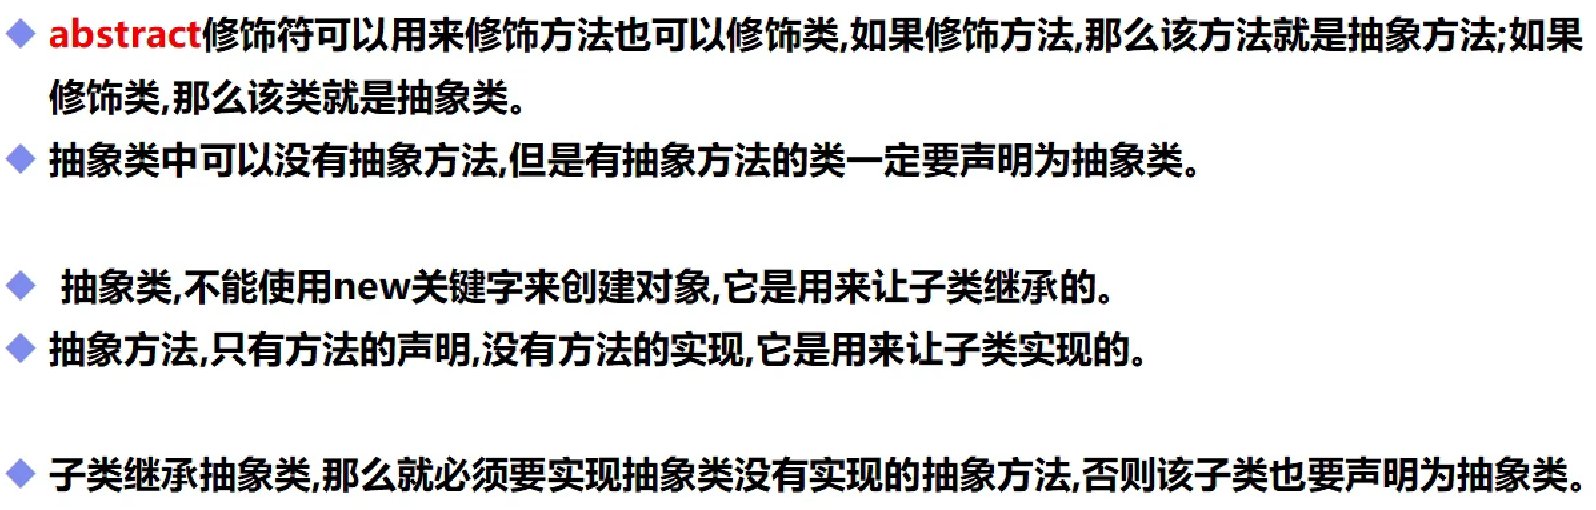 abstract修饰符可以用来修饰方法也可以修饰类,如果修饰方法,那么该方法就是抽象方法;如果
修饰类,那么该类就是抽象类。
抽象类中可以没有抽象方法,但是有抽象方法的类一定要声明为抽象类。
抽象类,不能使用new关键字来创建对象,它是用来让子类继承的。
抽象方法,只有方法的声明,没有方法的实现,它是用来让子类实现的。
子类继承抽象类,那么就必须要实现抽象类没有实现的抽象方法,否则该子类也要声明为抽象类。